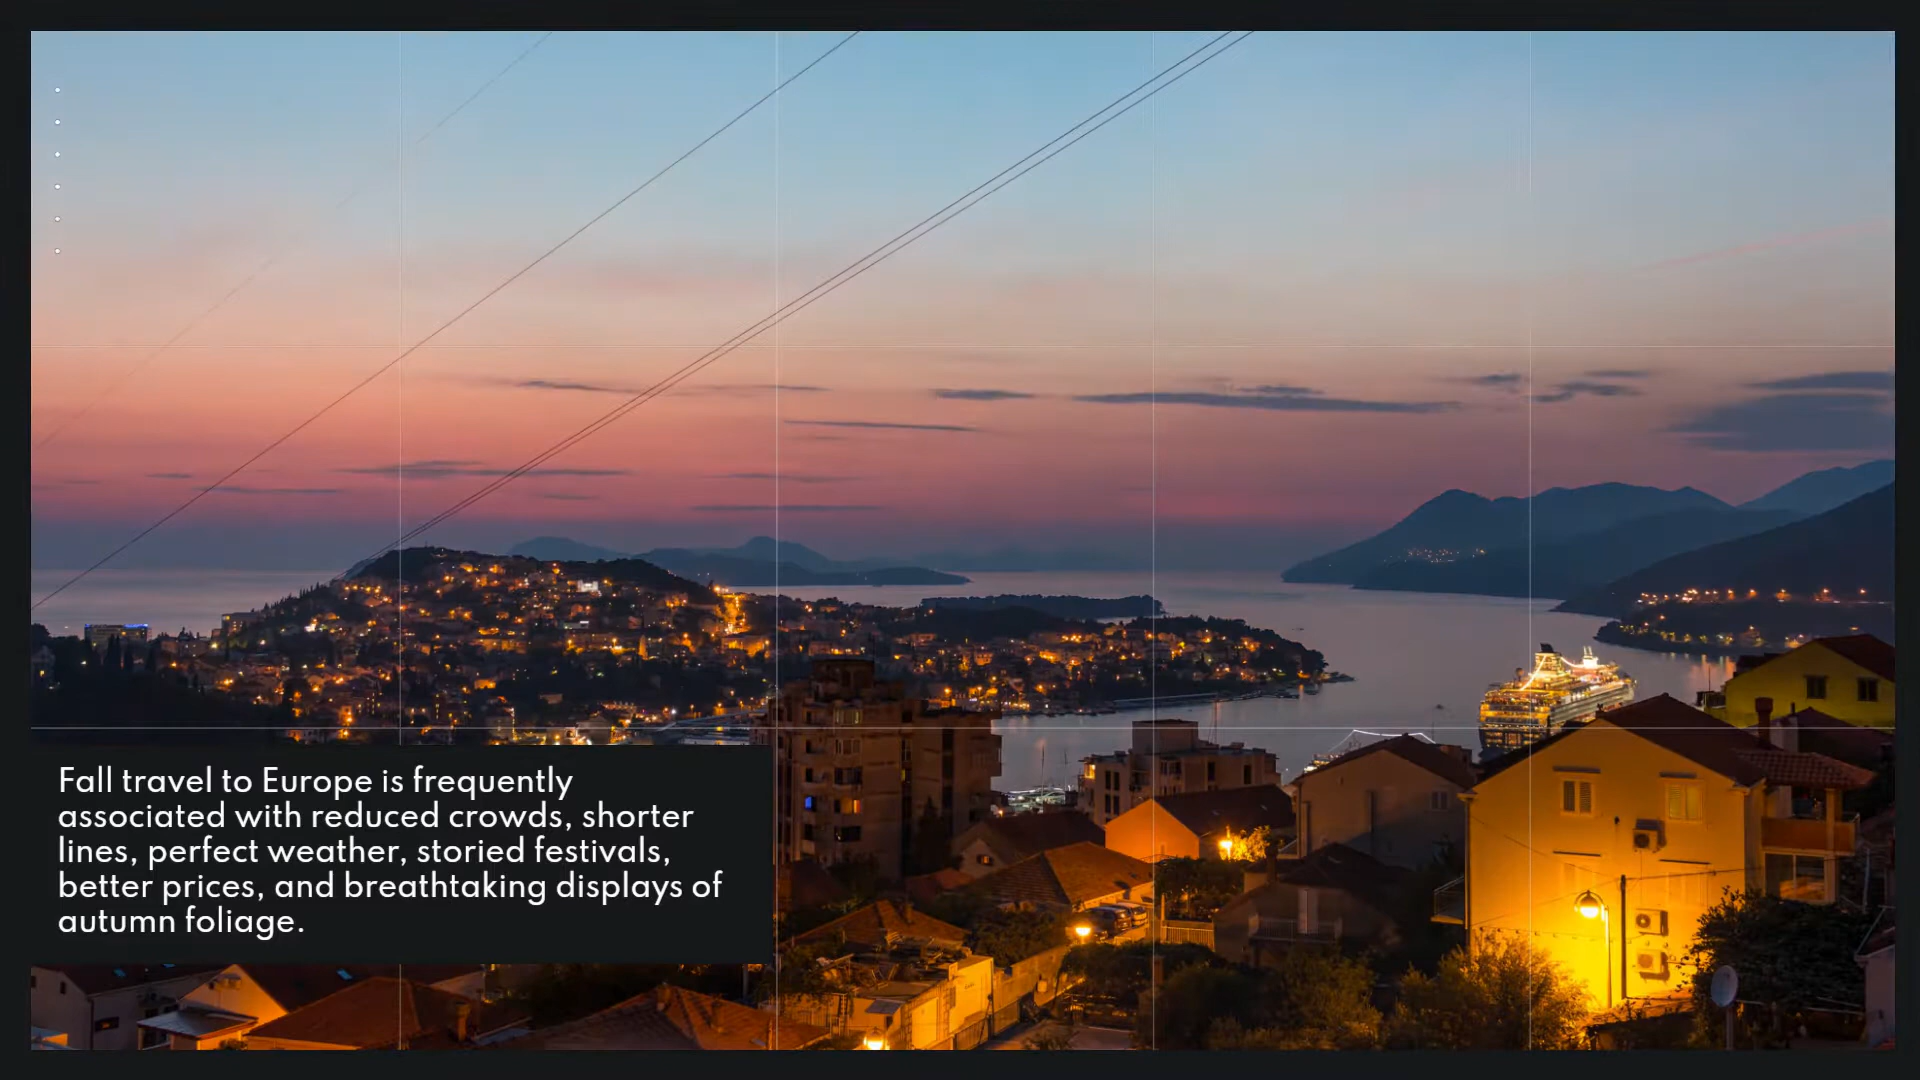 Fall travel to Europe is frequently
associated with reduced crowds, shorter
lines, perfect weather, storied festivals,
better prices, and breathtaking displays of
autumn foliage.